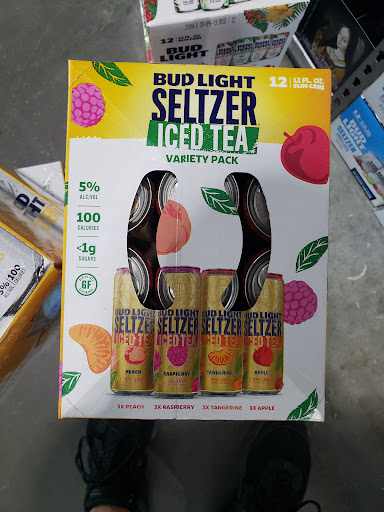 BUD LIGHT
SELTZER
ICED TEA
VARIETY PACK
12 12 FL. OZ.
SLIM CANS
5%
ALC/VOL
100
CALORIES
<1g
SUGARS
GF
BUD LIGHT
SELTZER
ICED TEA
PEACH
BUD LIGHT
SELTZER
ICED TEA
RASPBERRY
BUD LIGHT
SELTZER
ICED TEA
TANGERINE
BUD LIGHT
SELTZER
ICED TEA
APPLE
3X PEACH
3X RASPBERRY
3X TANGERINE
3X APPLE
12
BUD
LIGHT